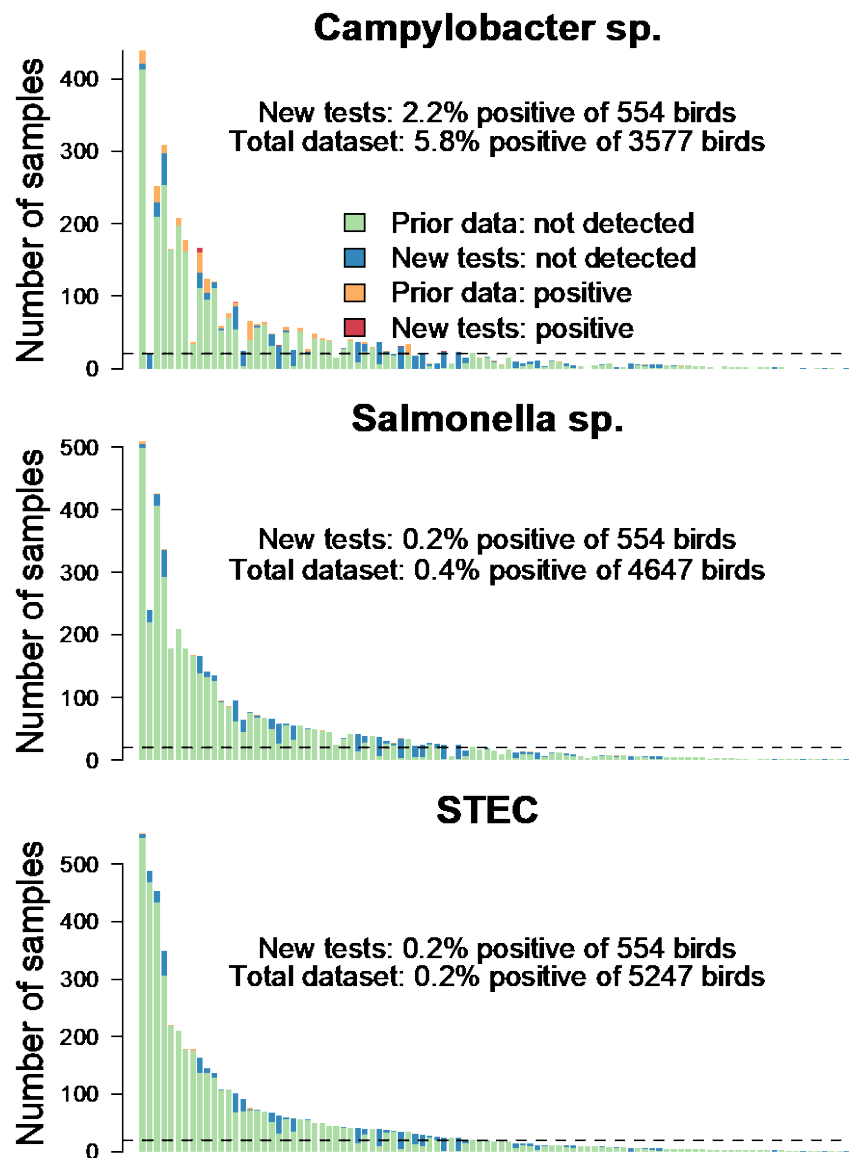 Campylobacter sp.
Number of samples
400
300
200
100
0
New tests: 2.2% positive of 554 birds
Total dataset: 5.8% positive of 3577 birds
Prior data: not detected
New tests: not detected
Prior data: positive
New tests: positive
Salmonella sp.
Number of samples
500
400
300
200
100
0
New tests: 0.2% positive of 554 birds
Total dataset: 0.4% positive of 4647 birds
STEC
Number of samples
500
400
300
200
100
0
New tests: 0.2% positive of 554 birds
Total dataset: 0.2% positive of 5247 birds